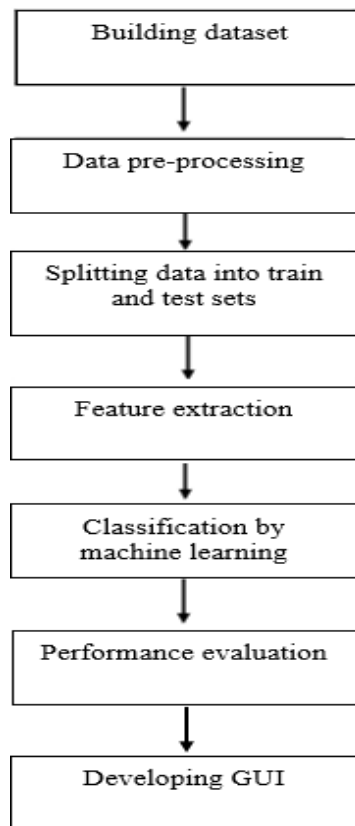 Building dataset
Data pre-processing
Splitting data into train
and test sets
Feature extraction
Classification by
machine learning
Performance evaluation
Developing GUI